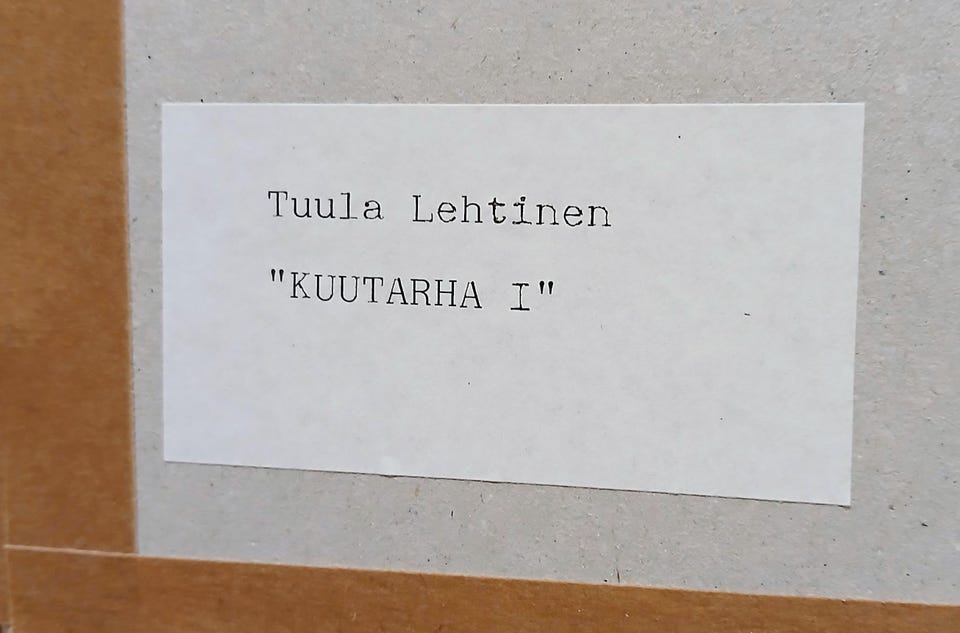 Tuula Lehtinen
"KUUTARHA I"